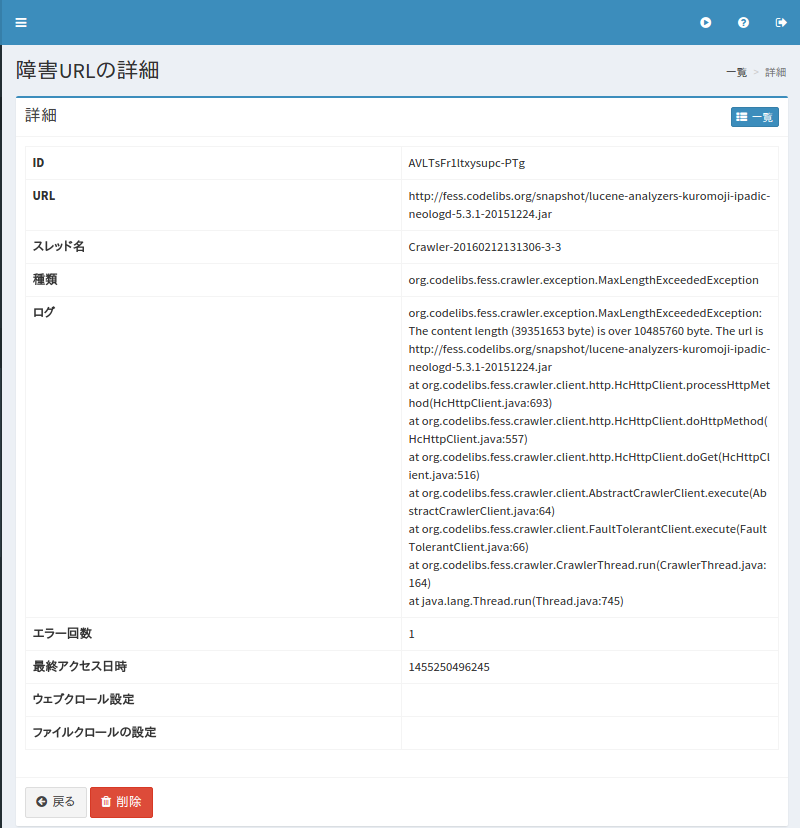 障害URLの詳細
一覧 > 詳細
詳細
一覧
ID
AVLTsFr1ltxysupc-PTg
URL
http://fess.codelibs.org/snapshot/lucene-analyzers-kuromoji-ipadic-
neologd-5.3.1-20151224.jar
スレッド名
Crawler-20160212131306-3-3
種類
org.codelibs.fess.crawler.exception.MaxLengthExceededException
ログ
org.codelibs.fess.crawler.exception.MaxLengthExceededException:
The content length (39351653 byte) is over 10485760 byte. The url is
http://fess.codelibs.org/snapshot/lucene-analyzers-kuromoji-ipadic-
neologd-5.3.1-20151224.jar
at org.codelibs.fess.crawler.client.http.HcHttpClient.processHttpMet
hod(HcHttpClient.java:693)
at org.codelibs.fess.crawler.client.http.HcHttpClient.doHttpMethod(
HcHttpClient.java:557)
at org.codelibs.fess.crawler.client.http.HcHttpClient.doGet(HcHttpCl
ient.java:516)
at org.codelibs.fess.crawler.client.AbstractCrawlerClient.execute(Ab
stractCrawlerClient.java:64)
at org.codelibs.fess.crawler.client.FaultTolerantClient.execute(Fault
TolerantClient.java:66)
at org.codelibs.fess.crawler.CrawlerThread.run(CrawlerThread.java:
164)
at java.lang.Thread.run(Thread.java:745)
エラー回数
1
最終アクセス日時
1455250496245
ウェブクロール設定
ファイルクロールの設定
戻る
削除